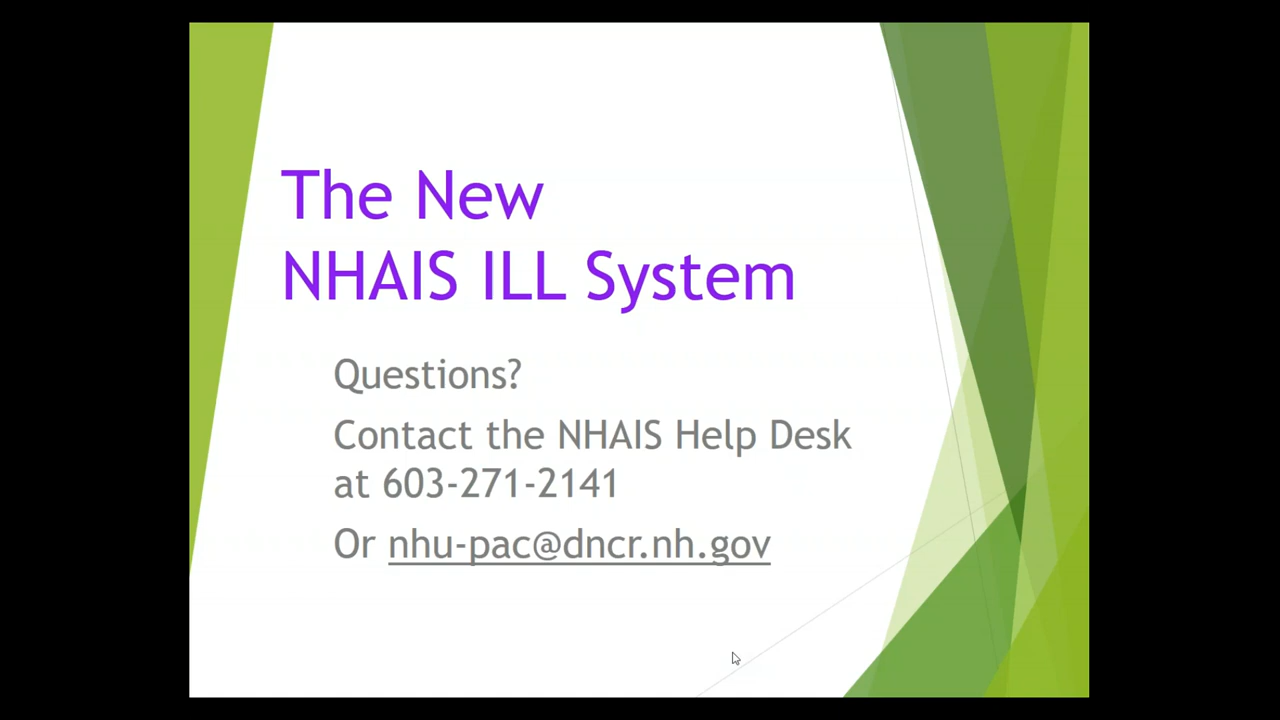 The New
NHAIS ILL System
Questions?
Contact the NHAIS Help Desk
at 603-271-2141
Or nhu-pac@dncr.nh.gov